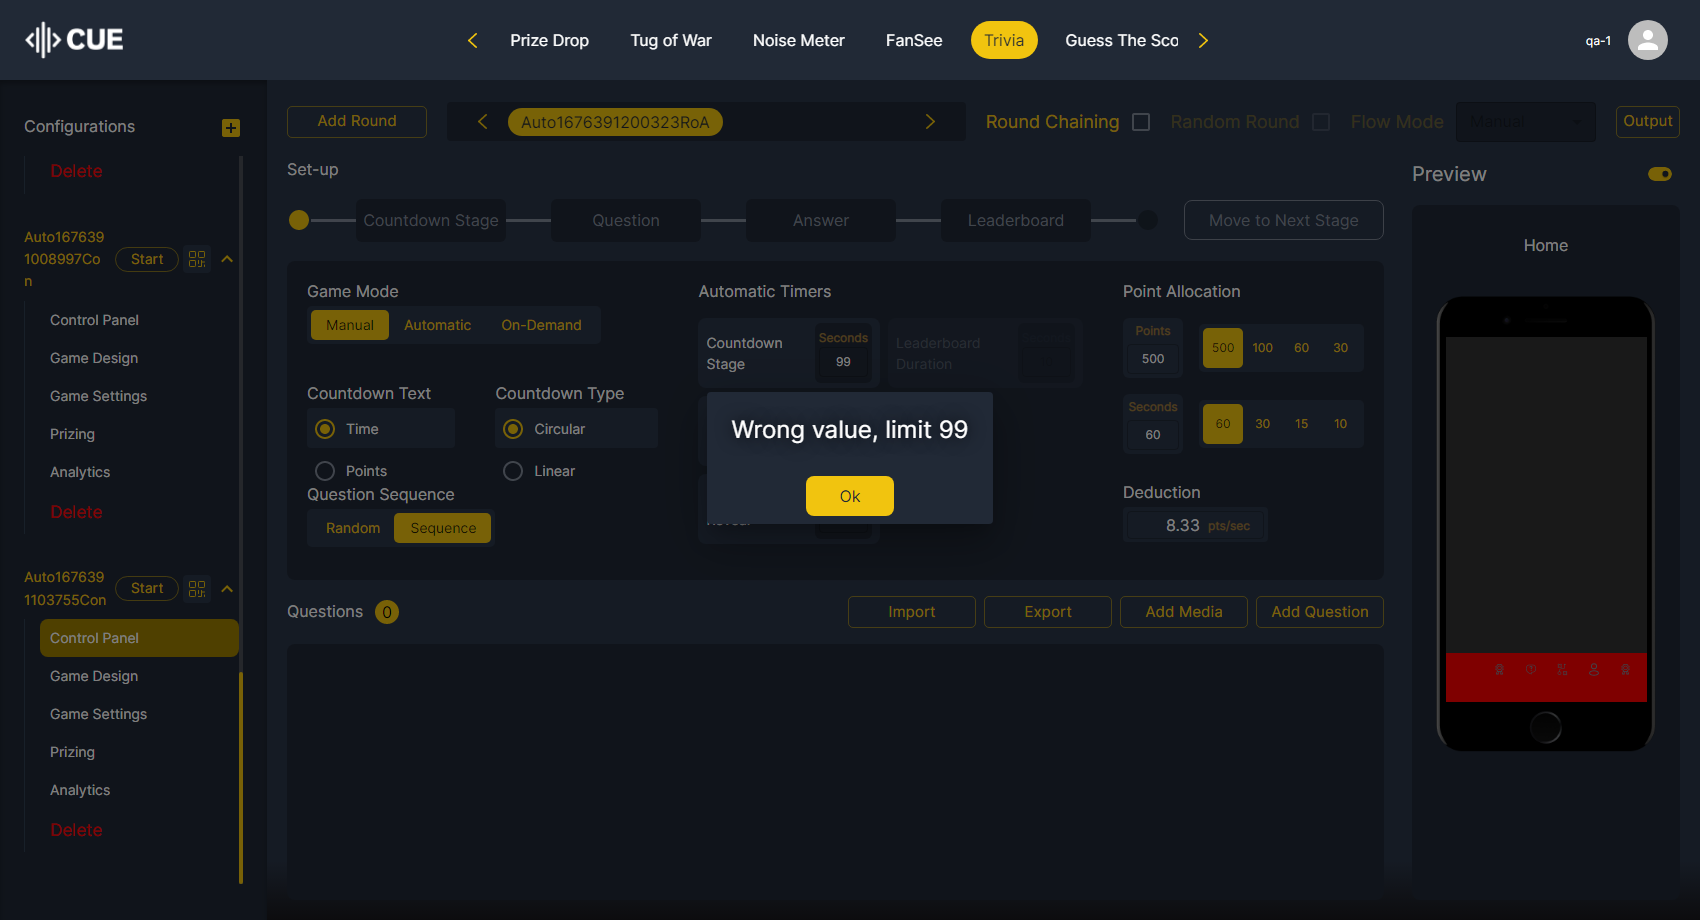 CUE
Prize Drop
Tug of War
Noise Meter
FanSee
Trivia
Guess The Sco
qa-1
Configurations
Delete
Auto167639
1008997Co
n
Start
Control Panel
Game Design
Game Settings
Prizing
Analytics
Delete
Auto167639
1103755Con
Start
Control Panel
Game Design
Game Settings
Prizing
Analytics
Delete
Add Round
Auto1676391200323RoA
Round Chaining
Random Round
Flow Mode
Manual
Output
Set-up
Countdown Stage
Question
Answer
Leaderboard
Move to Next Stage
Game Mode
Manual
Automatic
On-Demand
Countdown Text
Time
Points
Countdown Type
Circular
Linear
Question Sequence
Random
Sequence
Automatic Timers
Countdown
Stage
Seconds
99
Leaderboard
Duration
Wrong value, limit 99
Ok
Point Allocation
Points
500
500
100
60
30
Seconds
60
60
30
15
10
Deduction
8.33 pts/sec
Questions
0
Import
Export
Add Media
Add Question
Preview
Home